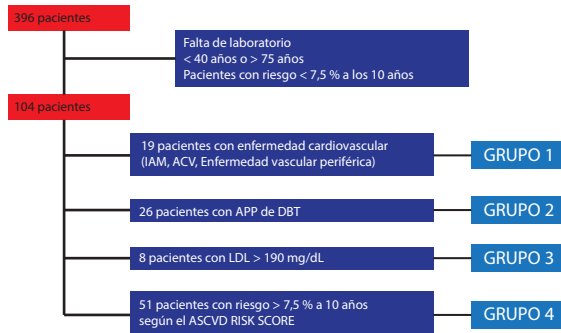 396 pacientes
Falta de laboratorio
< 40 años o > 75 años
Pacientes con riesgo < 7,5 % a los 10 años
104 pacientes
19 pacientes con enfermedad cardiovascular
(IAM, ACV, Enfermedad vascular periférica)
GRUPO 1
26 pacientes con APP de DBT
GRUPO 2
8 pacientes con LDL > 190 mg/dL
GRUPO 3
51 pacientes con riesgo > 7,5 % a 10 años
según el ASCVD RISK SCORE
GRUPO 4